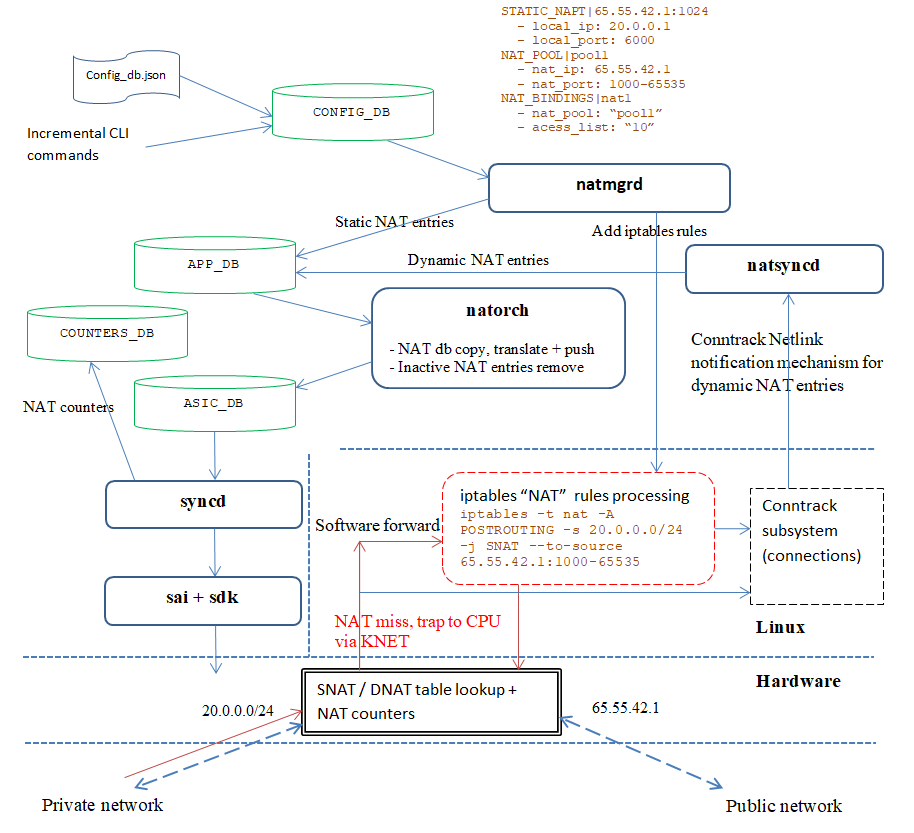 STATIC_NAPT|65.55.42.1:1024
- local_ip: 20.0.0.1
- local_port: 6000
NAT_POOL|pool1
- nat_ip: 65.55.42.1
- nat_port: 1000-65535
NAT_BINDINGS|nat1
- nat_pool: “pool1”
- acess_list: “10”
Config_db.json
CONFIG_DB
Incremental CLI
commands
natmgrd
Static NAT entries
Add iptables rules
APP_DB
Dynamic NAT entries
natsyncd
natorch
- NAT db copy, translate + push
- Inactive NAT entries remove
COUNTERS_DB
Conntrack Netlink
notification mechanism for
dynamic NAT entries
NAT counters
ASIC_DB
syncd
Software forward
iptables “NAT” rules processing
iptables -t nat -A
POSTROUTING -s 20.0.0.0/24
-j SNAT --to-source
65.55.42.1:1000-65535
Conntrack
subsystem
(connections)
sai + sdk
NAT miss, trap to CPU
via KNET
Linux
Hardware
SNAT / DNAT table lookup +
NAT counters
20.0.0.0/24
65.55.42.1
Private network
Public network